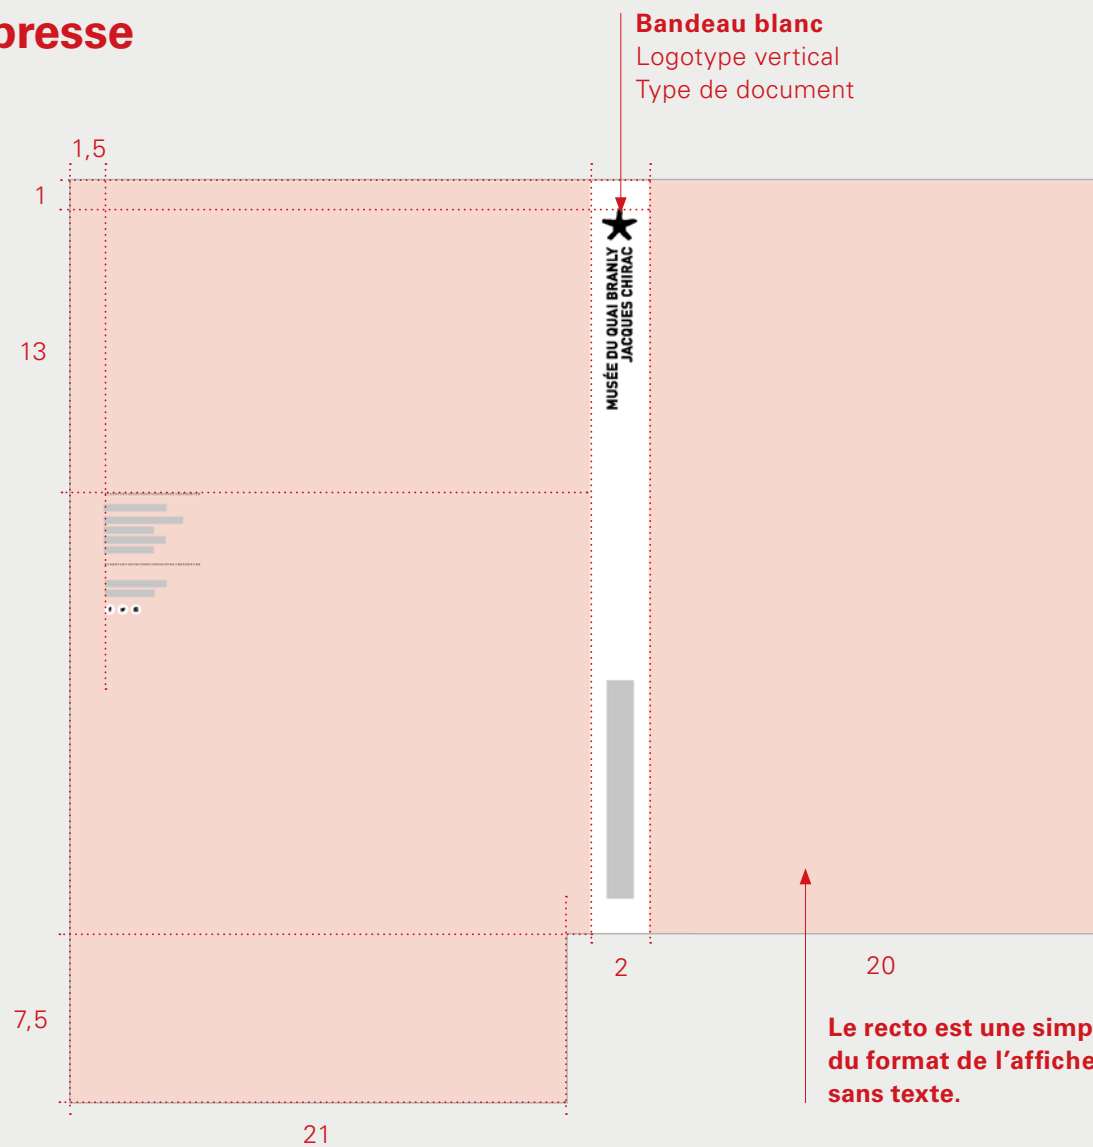 presse
Bandeau blanc
Logotype vertical
Type de document
1,5
1
13
MUSÉE DU QUAI BRANLY
JACQUES CHIRAC
7,5
2
20
21
Le recto est une simp
du format de l’affiche
sans texte.